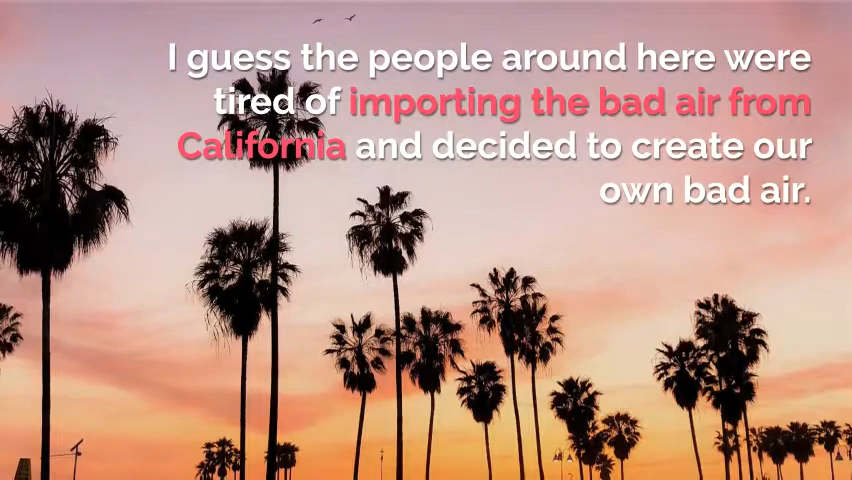 I guess the people around here were
tired of importing the bad air from
California and decided to create our
own bad air.